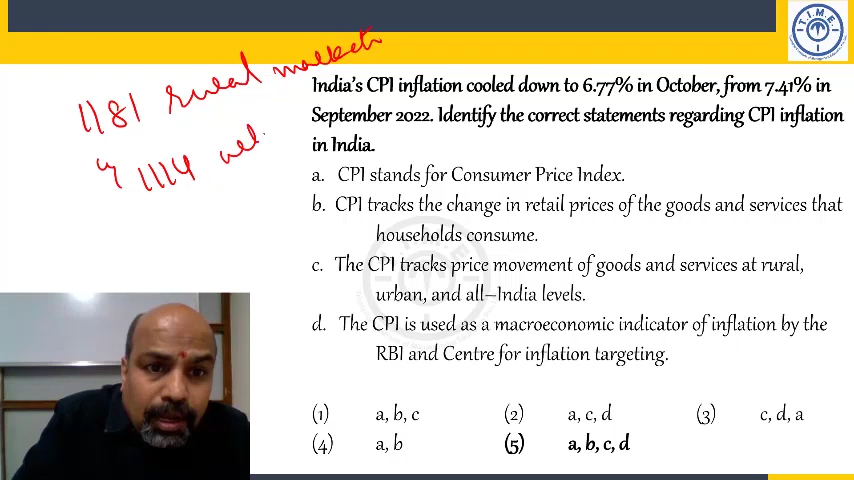 T.I.M.E.
1181 rural markets
1114
India's CPI inflation cooled down to 6.77% in October, from 7.41% in
September 2022. Identify the correct statements regarding CPI inflation
in India.
a. CPI stands for Consumer Price Index.
b. CPI tracks the change in retail prices of the goods and services that
households consume.
c. The CPI tracks price movement of goods and services at rural,
urban, and all–India levels.
d. The CPI is used as a macroeconomic indicator of inflation by the
RBI and Centre for inflation targeting.
(1) a, b, c (2) a, c, d (3) c, d, a
(4) a, b (5) a, b, c, d